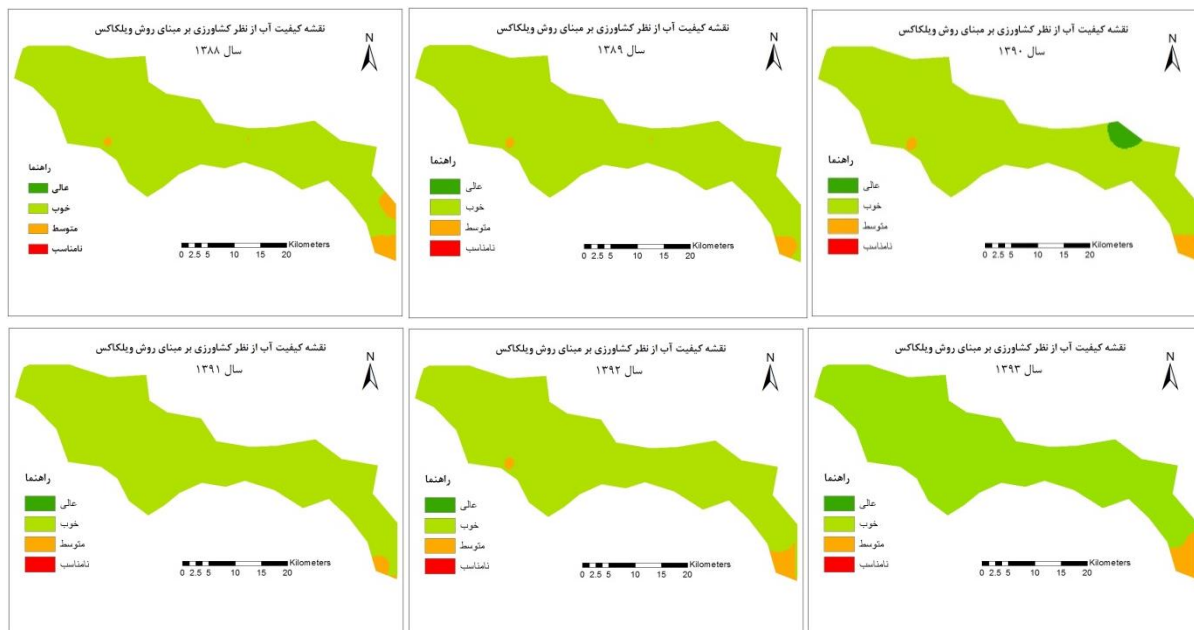 نقشه کیفیت آب از نظر کشاورزی بر مبنای روش ویلکاکس
سال ۱۳۸۸
N
راهنما
عالی
خوب
متوسط
نامناسب
Kilometers
0 2.5 5 10 15 20
نقشه کیفیت آب از نظر کشاورزی بر مبنای روش ویلکاکس
سال ۱۳۸۹
N
راهنما
عالی
خوب
متوسط
نامناسب
Kilometers
0 2.5 5 10 15 20
نقشه کیفیت آب از نظر کشاورزی بر مبنای روش ویلکاکس
سال ۱۳۹۰
N
راهنما
عالی
خوب
متوسط
نامناسب
Kilometers
0 2.5 5 10 15 20
نقشه کیفیت آب از نظر کشاورزی بر مبنای روش ویلکاکس
سال ۱۳۹۱
N
راهنما
عالی
خوب
متوسط
نامناسب
Kilometers
0 2.5 5 10 15 20
نقشه کیفیت آب از نظر کشاورزی بر مبنای روش ویلکاکس
سال ۱۳۹۲
N
راهنما
عالی
خوب
متوسط
نامناسب
Kilometers
0 2.5 5 10 15 20
نقشه کیفیت آب از نظر کشاورزی بر مبنای روش ویلکاکس
سال ۱۳۹۳
N
راهنما
عالی
خوب
متوسط
نامناسب
Kilometers
0 2.5 5 10 15 20